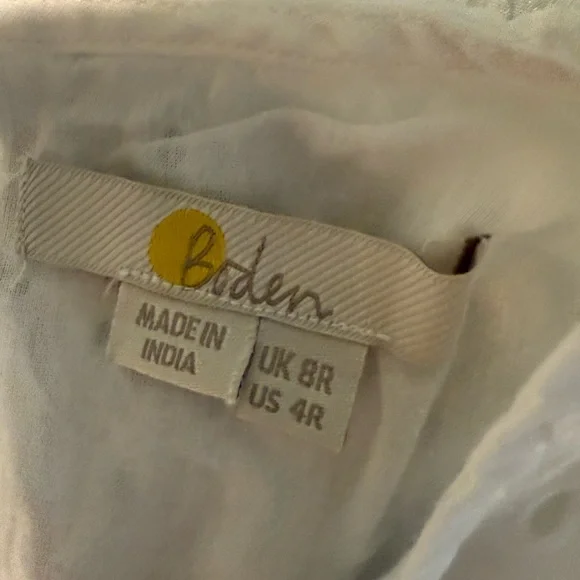 Boden
MADE IN
INDIA
UK 8R
US 4R